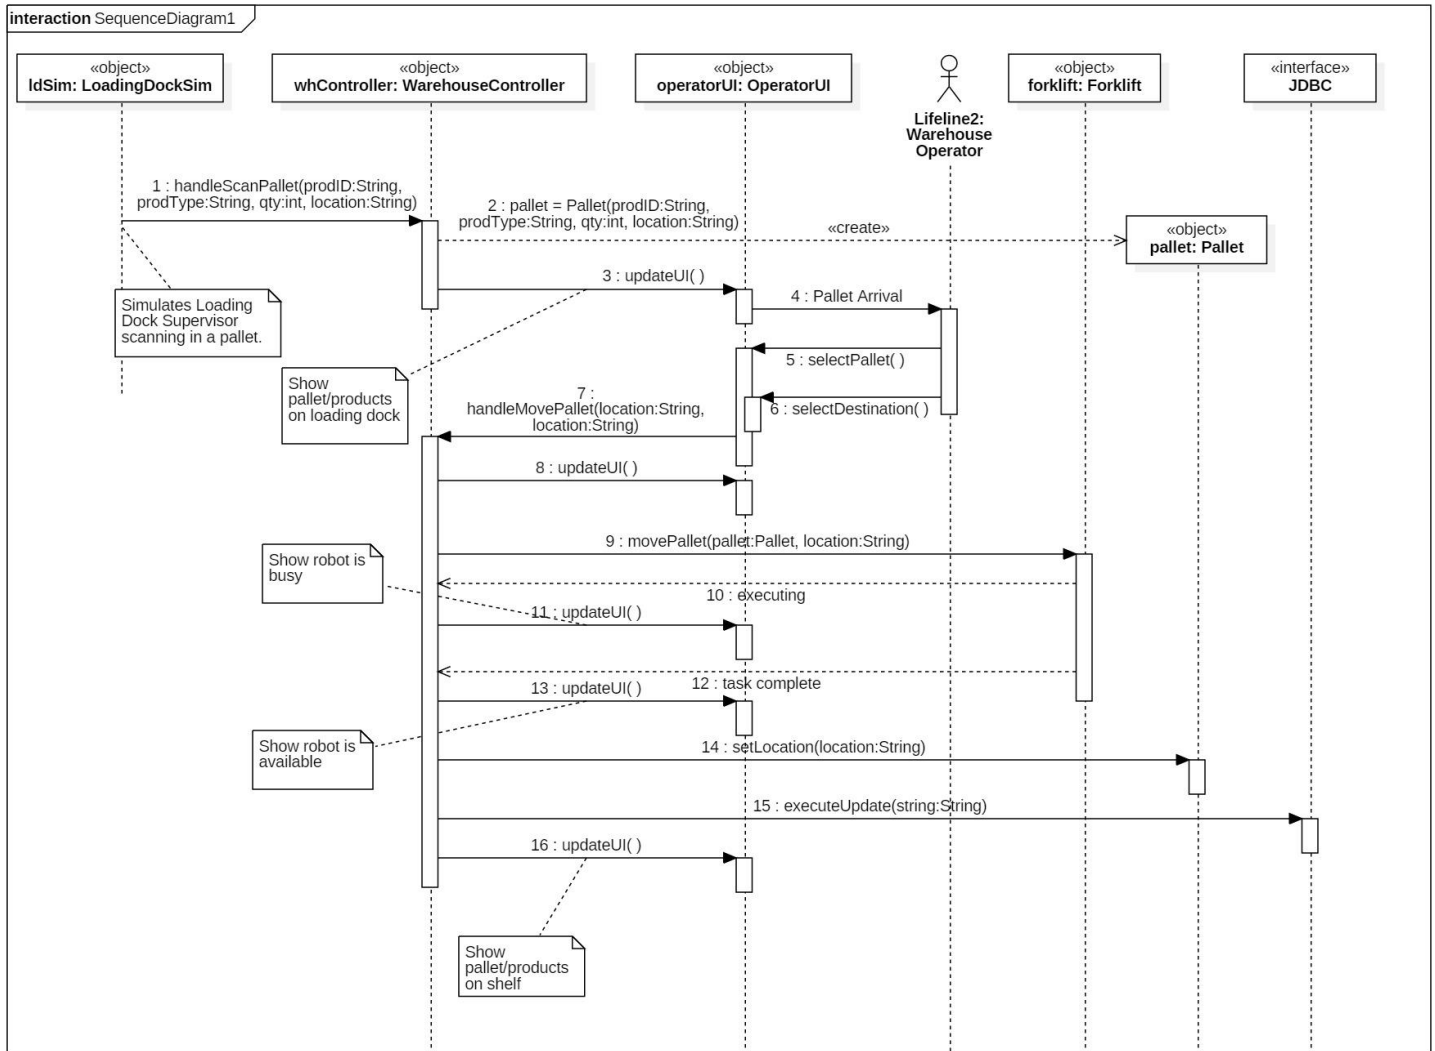 interaction SequenceDiagram1
«object»
ldSim: LoadingDockSim
«object»
whController: WarehouseController
«object»
operatorUI: OperatorUI
Lifeline2:
Warehouse
Operator
«object»
forklift: Forklift
«interface»
JDBC
1 : handleScanPallet(prodID:String,
prodType:String, qty:int, location:String)
2 : pallet = Pallet(prodID:String,
prodType:String, qty:int, location:String)
«create»
«object»
pallet: Pallet
3 : updateUI( )
4 : Pallet Arrival
Simulates Loading
Dock Supervisor
scanning in a pallet.
5 : selectPallet( )
Show
pallet/products
on loading dock
6 : selectDestination( )
7 :
handleMovePallet(location:String,
location:String)
8 : updateUI( )
9 : movePallet(pallet:Pallet, location:String)
Show robot is
busy
10 : executing
11 : updateUI( )
12 : task complete
13 : updateUI( )
Show robot is
available
14 : setLocation(location:String)
15 : executeUpdate(string:String)
16 : updateUI( )
Show
pallet/products
on shelf